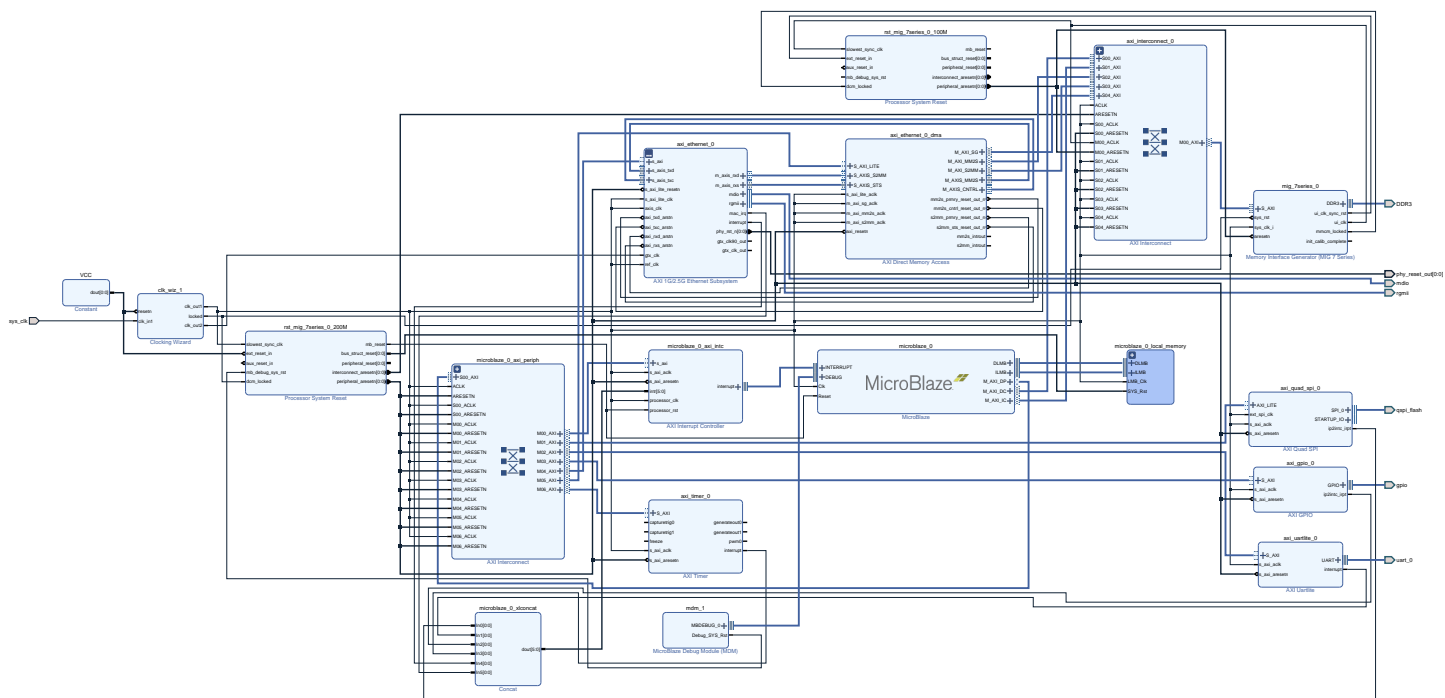 rst_mig_7series_0_100M
slowest_sync_clk
ext_reset_in
aux_reset_in
mb_debug_sys_rst
dcm_locked
mb_reset
bus_struct_reset[0:0]
peripheral_reset[0:0]
interconnect_aresetn[0:0]
peripheral_aresetn[0:0]
Processor System Reset
axi_interconnect_0
S00_AXI
S01_AXI
S02_AXI
S03_AXI
S04_AXI
ACLK
ARESETN
S00_ACLK
S00_ARESETN
M00_ACLK
M00_ARESETN
S01_ACLK
S01_ARESETN
S02_ACLK
S02_ARESETN
S03_ACLK
S03_ARESETN
S04_ACLK
S04_ARESETN
M00_AXI
AXI Interconnect
axi_ethernet_0
s_axi
s_axis_txd
s_axis_txc
s_axi_lite_resetn
s_axi_lite_clk
axis_clk
axi_txd_arstn
axi_txc_arstn
axi_rxd_arstn
axi_rxs_arstn
gtx_clk
ref_clk
m_axis_rxd
m_axis_rxs
mdio
rgmii
mac_irq
interrupt
phy_rst_n[0:0]
gtx_clk90_out
gtx_clk_out
AXI 1G/2.5G Ethernet Subsystem
axi_ethernet_0_dma
S_AXI_LITE
S_AXIS_S2MM
S_AXIS_STS
s_axi_lite_aclk
m_axi_sg_aclk
m_axi_mm2s_aclk
m_axi_s2mm_aclk
axi_resetn
M_AXI_SG
M_AXI_MM2S
M_AXI_S2MM
M_AXIS_MM2S
M_AXIS_CNTRL
mm2s_prmry_reset_out_n
mm2s_cntrl_reset_out_n
s2mm_prmry_reset_out_n
s2mm_sts_reset_out_n
mm2s_introut
s2mm_introut
AXI Direct Memory Access
mig_7series_0
S_AXI
sys_rst
sys_clk_i
aresetn
DDR3
ui_clk_sync_rst
ui_clk
mmcm_locked
init_calib_complete
Memory Interface Generator (MIG 7 Series)
DDR3
phy_reset_out[0:0]
mdio
rgmii
VCC
dout[0:0]
Constant
sys_clk
clk_wiz_1
resetn
clk_in1
clk_out1
locked
clk_out2
Clocking Wizard
rst_mig_7series_0_200M
slowest_sync_clk
ext_reset_in
aux_reset_in
mb_debug_sys_rst
dcm_locked
mb_reset
bus_struct_reset[0:0]
peripheral_reset[0:0]
interconnect_aresetn[0:0]
peripheral_aresetn[0:0]
Processor System Reset
microblaze_0_axi_periph
S00_AXI
ACLK
ARESETN
S00_ACLK
S00_ARESETN
M00_ACLK
M00_ARESETN
M01_ACLK
M01_ARESETN
M02_ACLK
M02_ARESETN
M03_ACLK
M03_ARESETN
M04_ACLK
M04_ARESETN
M05_ACLK
M05_ARESETN
M06_ACLK
M06_ARESETN
M00_AXI
M01_AXI
M02_AXI
M03_AXI
M04_AXI
M05_AXI
M06_AXI
AXI Interconnect
microblaze_0_axi_intc
s_axi
s_axi_aclk
s_axi_aresetn
intr[5:0]
processor_clk
processor_rst
interrupt
AXI Interrupt Controller
microblaze_0
INTERRUPT
DEBUG
Clk
Reset
MicroBlaze
DLMB
ILMB
M_AXI_DP
M_AXI_DC
M_AXI_IC
MicroBlaze
microblaze_0_local_memory
DLMB
ILMB
LMB_Clk
SYS_Rst
axi_quad_spi_0
AXI_LITE
ext_spi_clk
s_axi_aclk
s_axi_aresetn
SPI_0
STARTUP_IO
ip2intc_irpt
AXI Quad SPI
qspi_flash
axi_gpio_0
S_AXI
s_axi_aclk
s_axi_aresetn
GPIO
ip2intc_irpt
AXI GPIO
gpio
axi_timer_0
S_AXI
capturetrig0
capturetrig1
freeze
s_axi_aclk
s_axi_aresetn
generateout0
generateout1
pwm0
interrupt
AXI Timer
axi_uartlite_0
S_AXI
s_axi_aclk
s_axi_aresetn
UART
interrupt
AXI Uartlite
uart_0
microblaze_0_xlconcat
In0[0:0]
In1[0:0]
In2[0:0]
In3[0:0]
In4[0:0]
In5[0:0]
dout[5:0]
Concat
mdm_1
MBDEBUG_0
Debug_SYS_Rst
MicroBlaze Debug Module (MDM)